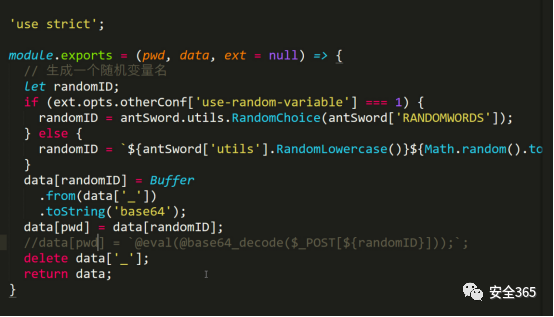 'use strict';
module.exports = (pwd, data, ext = null) => {
// 生成一个随机变量名
let randomID;
if (ext.opts.otherConf['use-random-variable'] === 1) {
randomID = antSword.utils.RandomChoice(antSword['RANDOMWORDS']);
} else {
randomID = `${antSword['utils'].RandomLowercase()}${Math.random().to
}
data[randomID] = Buffer
.from(data['_'])
.toString('base64');
data[pwd] = data[randomID];
//data[pwd] = `@eval(@base64_decode($_POST[${randomID}]));`;
delete data['_'];
return data;
}
安全365